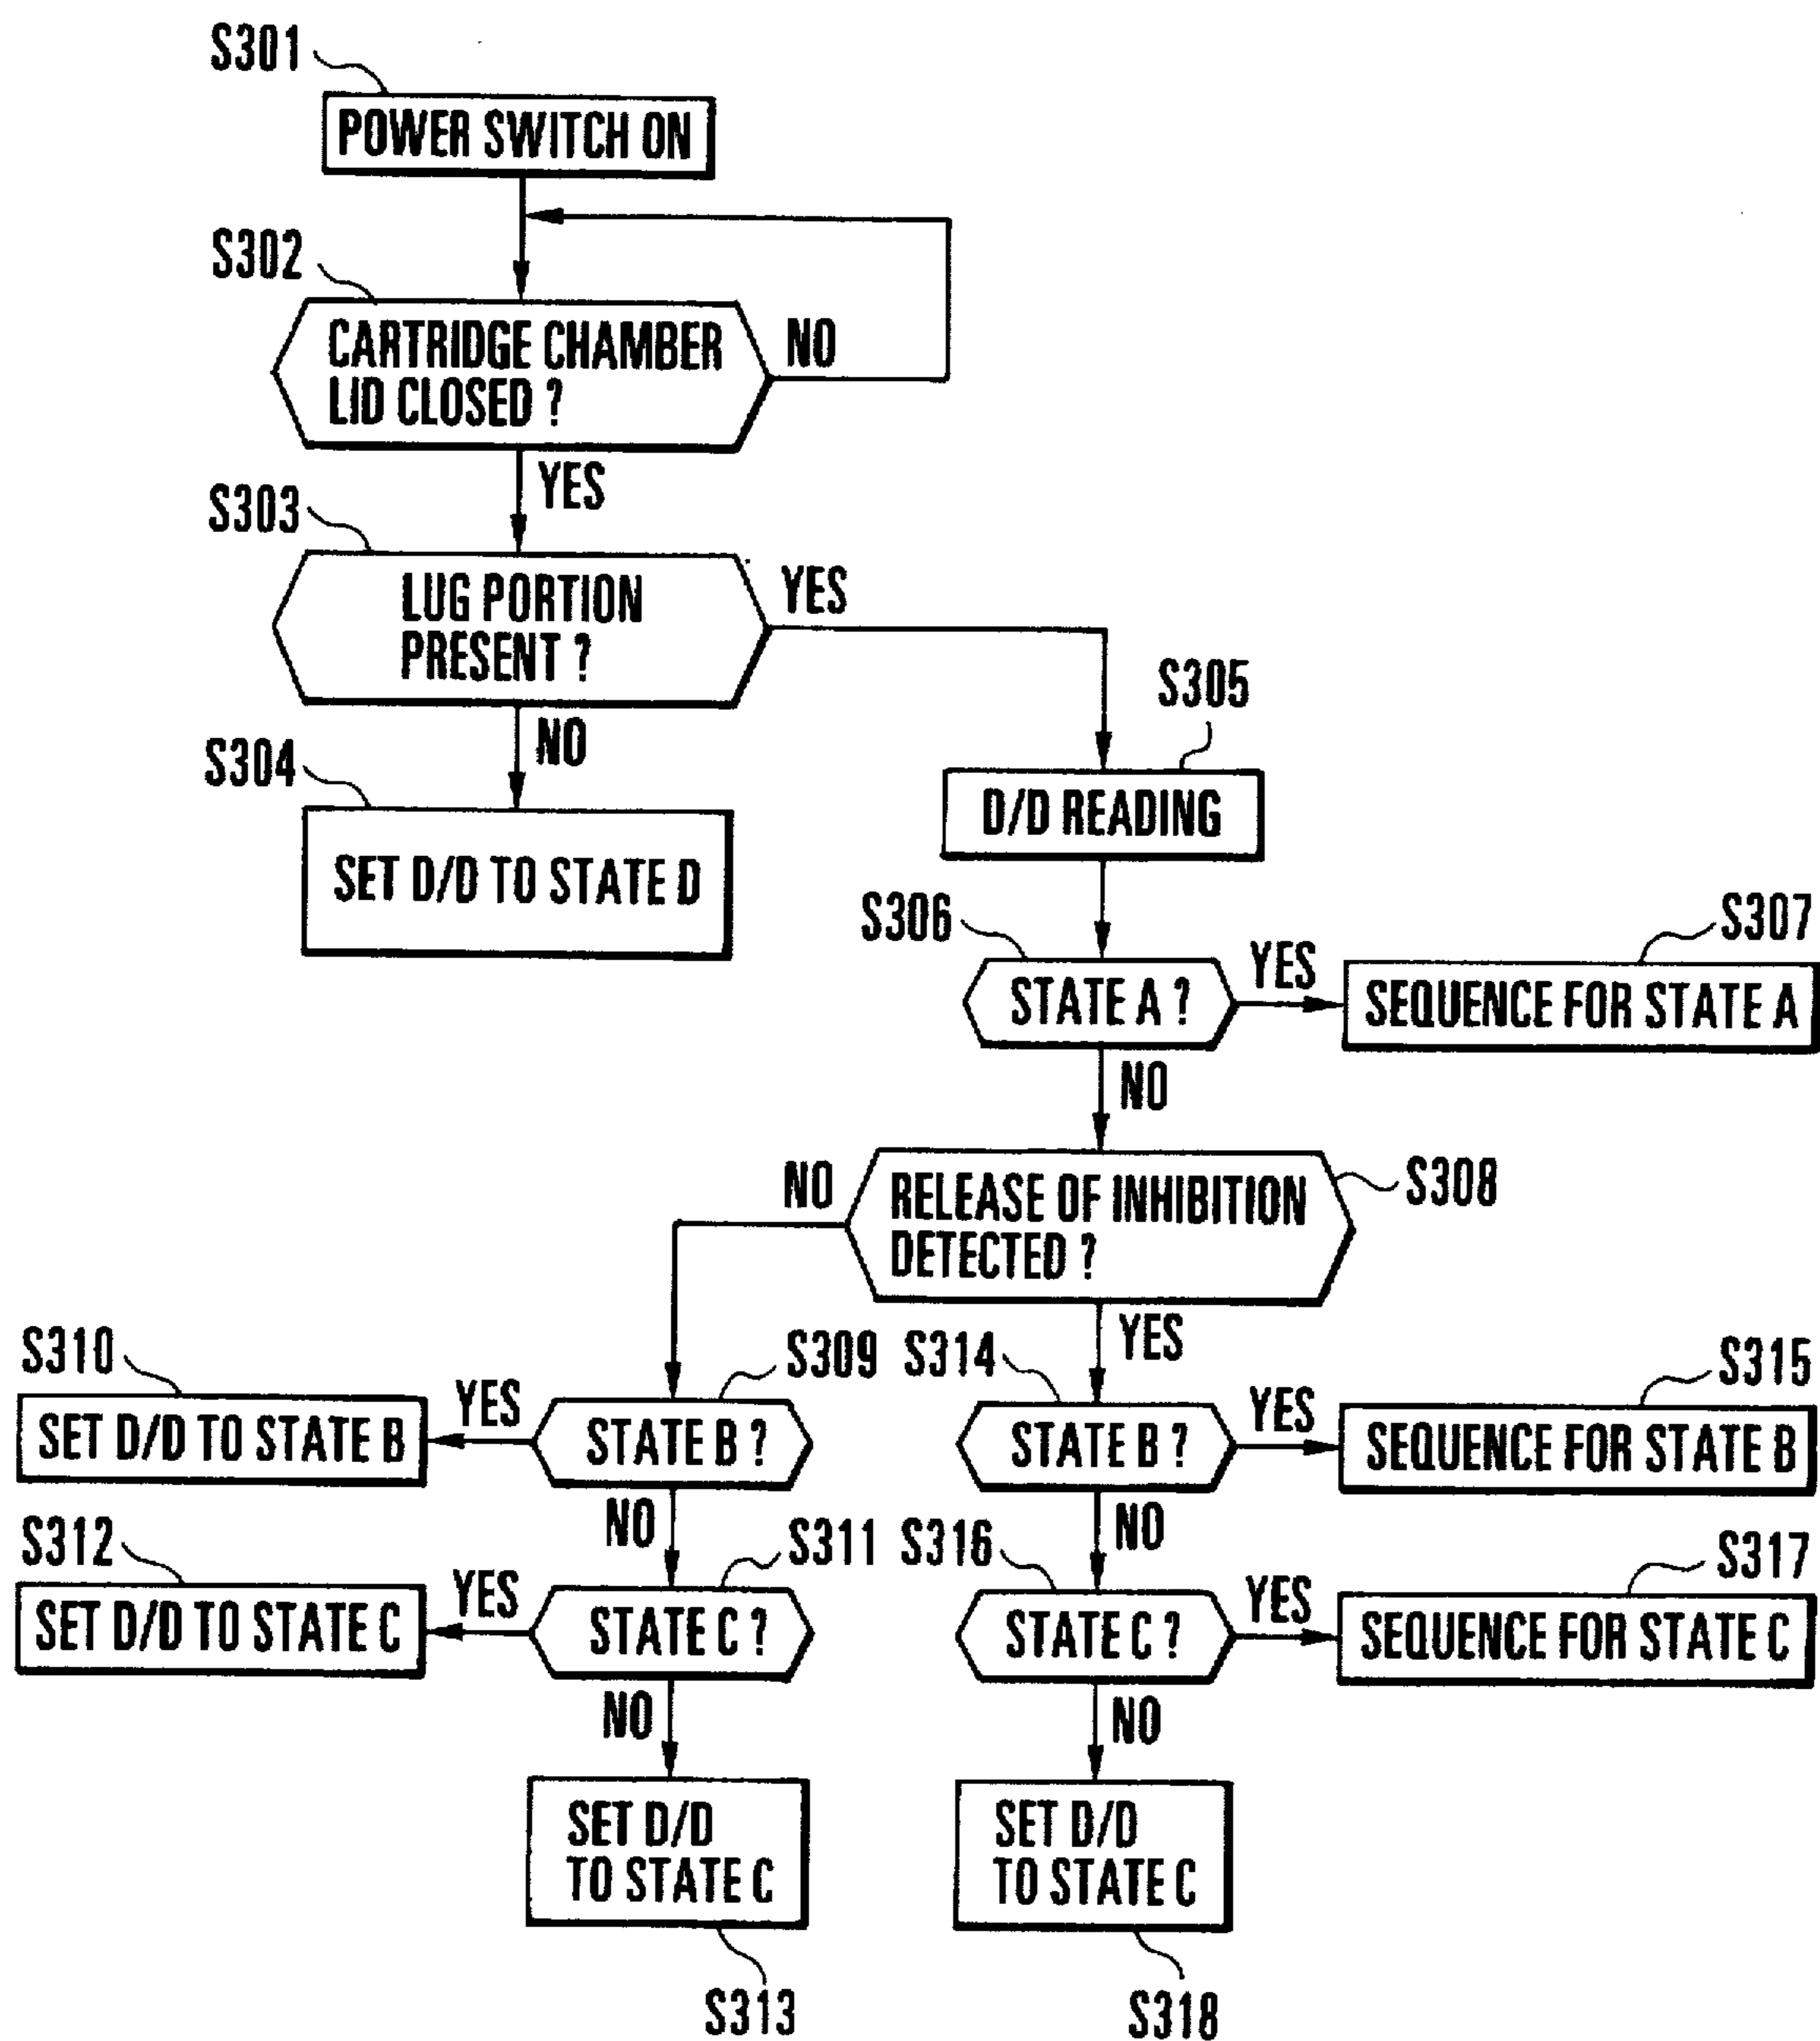 S301
POWER SWITCH ON
S302
CARTRIDGE CHAMBER
LID CLOSED ?
NO
YES
S303
LUG PORTION
PRESENT ?
YES
NO
S304
SET D/D TO STATE D
S305
D/D READING
S306
STATE A ?
YES
S307
SEQUENCE FOR STATE A
NO
S308
RELEASE OF INHIBITION
DETECTED ?
NO
YES
S309
STATE B ?
YES
S310
SET D/D TO STATE B
NO
S311
STATE C ?
YES
S312
SET D/D TO STATE C
NO
SET D/D
TO STATE C
S313
S314
STATE B ?
YES
S315
SEQUENCE FOR STATE B
NO
S316
STATE C ?
YES
S317
SEQUENCE FOR STATE C
NO
SET D/D
TO STATE C
S318